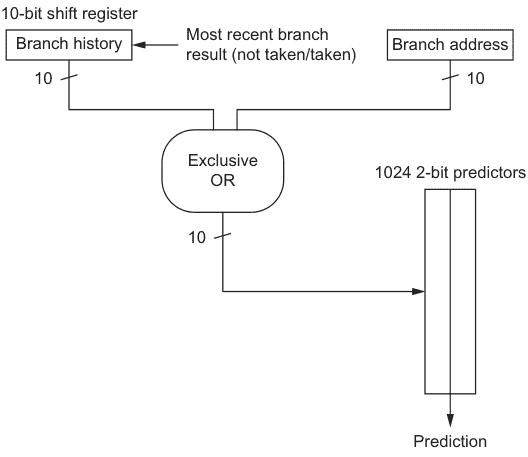 10-bit shift register
Branch history
Most recent branch
result (not taken/taken)
Branch address
10
10
Exclusive
OR
1024 2-bit predictors
10
Prediction